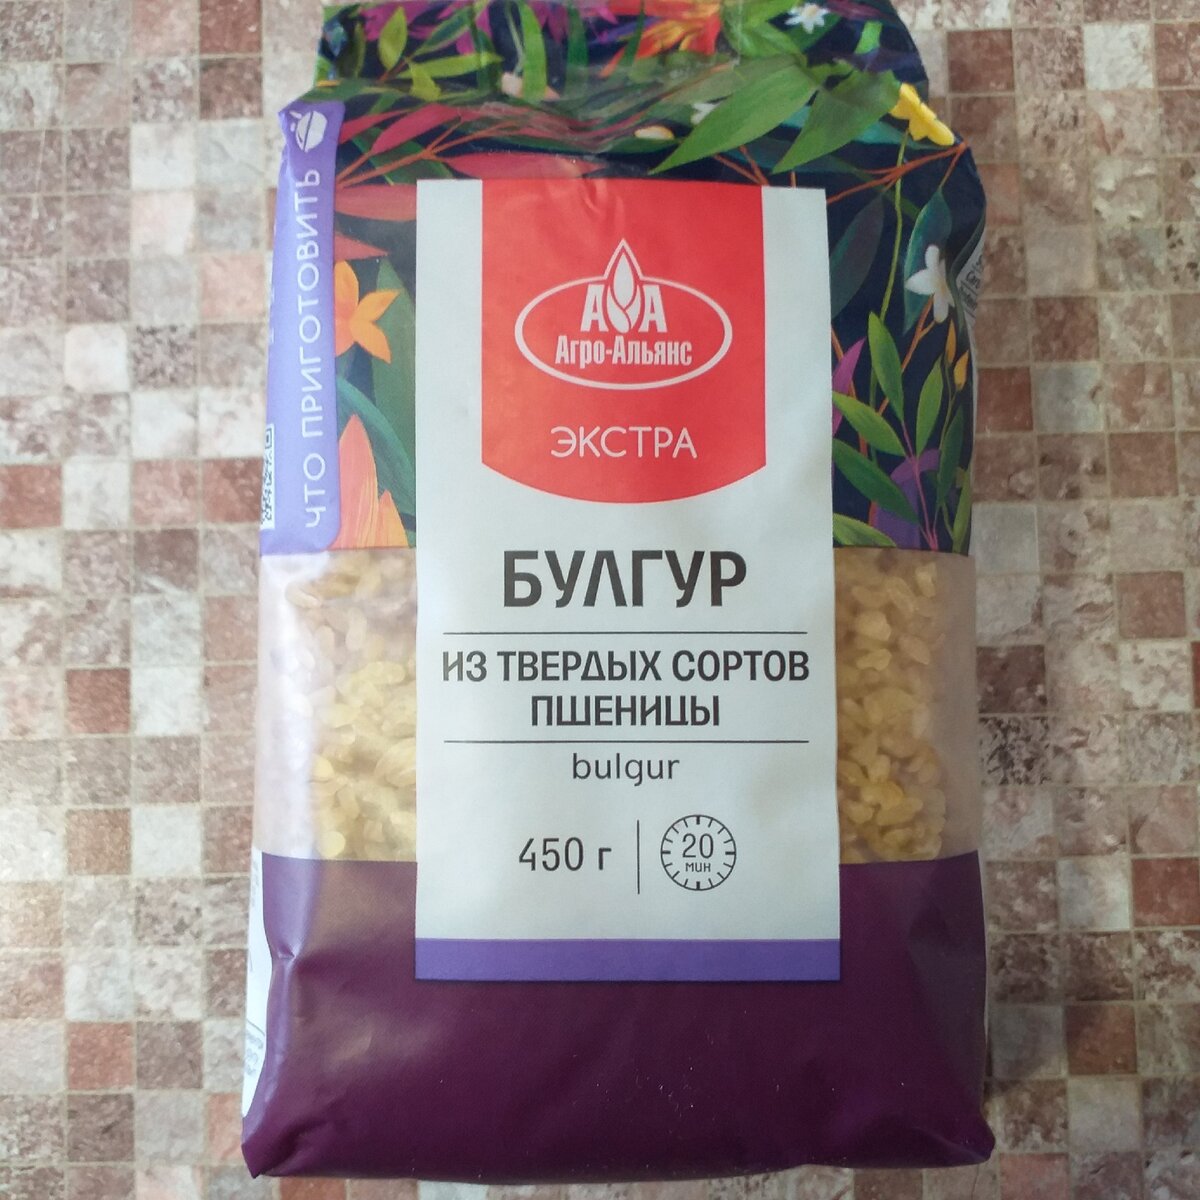 ЧТО ПРИГОТОВИТЬ
АА
Агро-Альянс
ЭКСТРА
БУЛГУР
ИЗ ТВЕРДЫХ СОРТОВ
ПШЕНИЦЫ
bulgur
450 г
20
мин